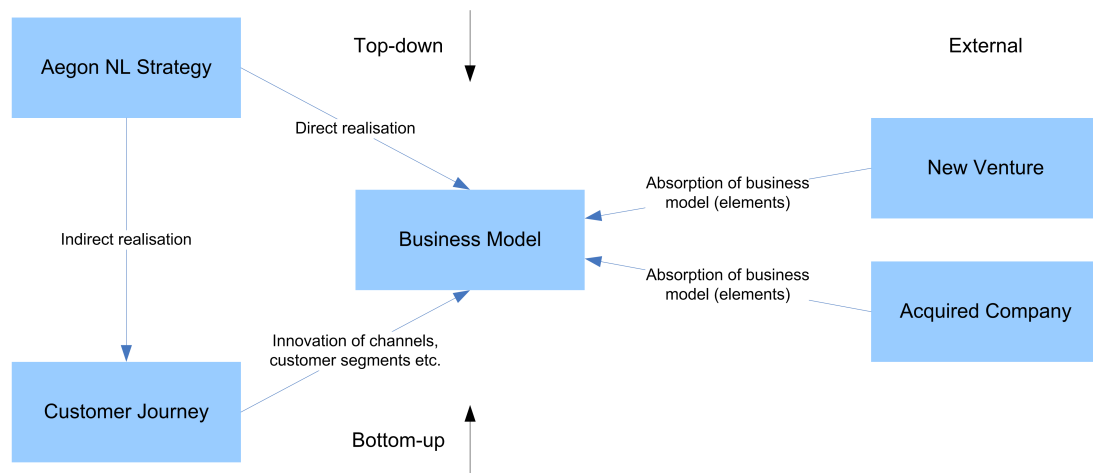 Top-down
External
Aegon NL Strategy
Direct realisation
New Venture
Absorption of business
model (elements)
Indirect realisation
Business Model
Absorption of business
model (elements)
Acquired Company
Innovation of channels,
customer segments etc.
Customer Journey
Bottom-up